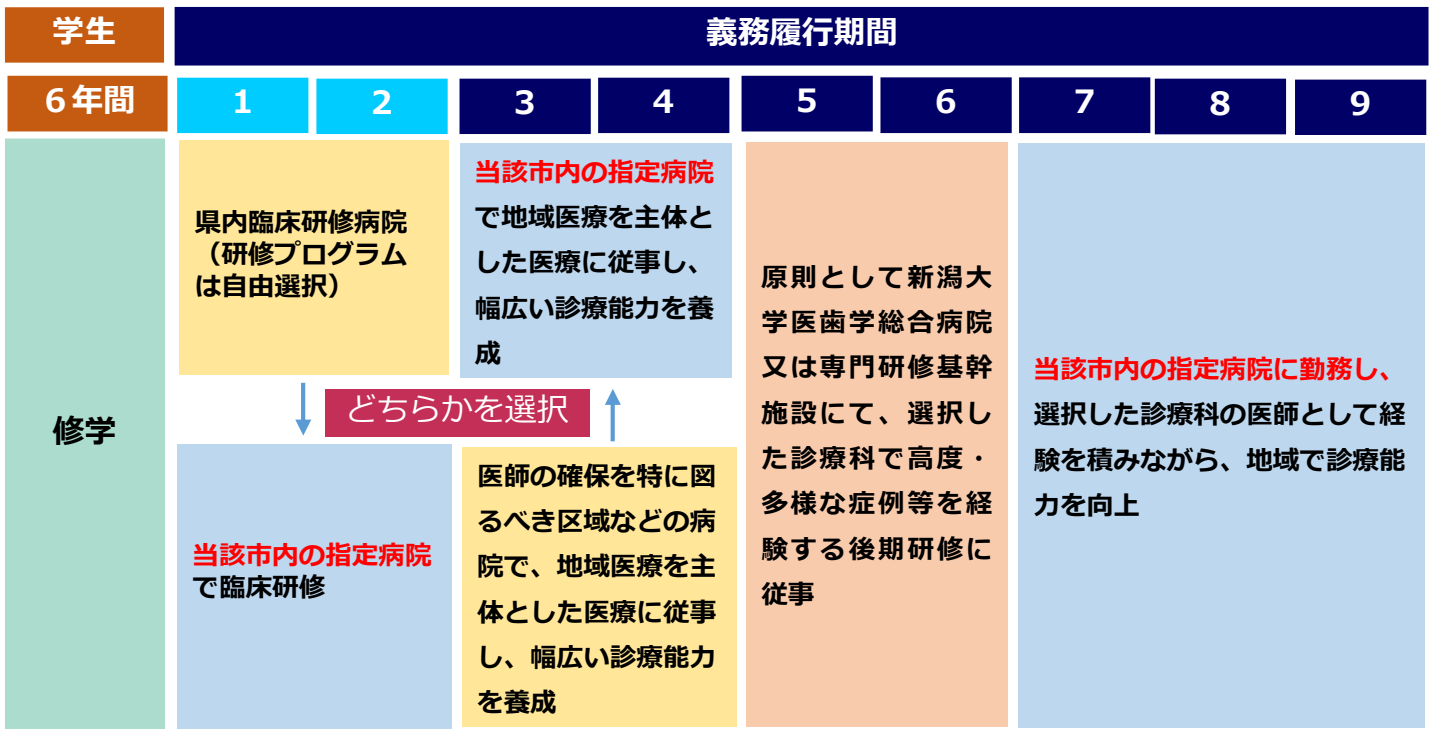 学生
義務履行期間
6年間
1
2
3
4
5
6
7
8
9
修学
県内臨床研修病院
（研修プログラム
は自由選択）
当該市内の指定病院
で地域医療を主体と
した医療に従事し、
幅広い診療能力を養
成
どちらかを選択
当該市内の指定病院
で臨床研修
医師の確保を特に図
るべき区域などの病
院で、地域医療を主
体とした医療に従事
し、幅広い診療能力
を養成
原則として新潟大
学医歯学総合病院
又は専門研修基幹
施設にて、選択し
た診療科で高度・
多様な症例等を経
験する後期研修に
従事
当該市内の指定病院に勤務し、
選択した診療科の医師として経
験を積みながら、地域で診療能
力を向上